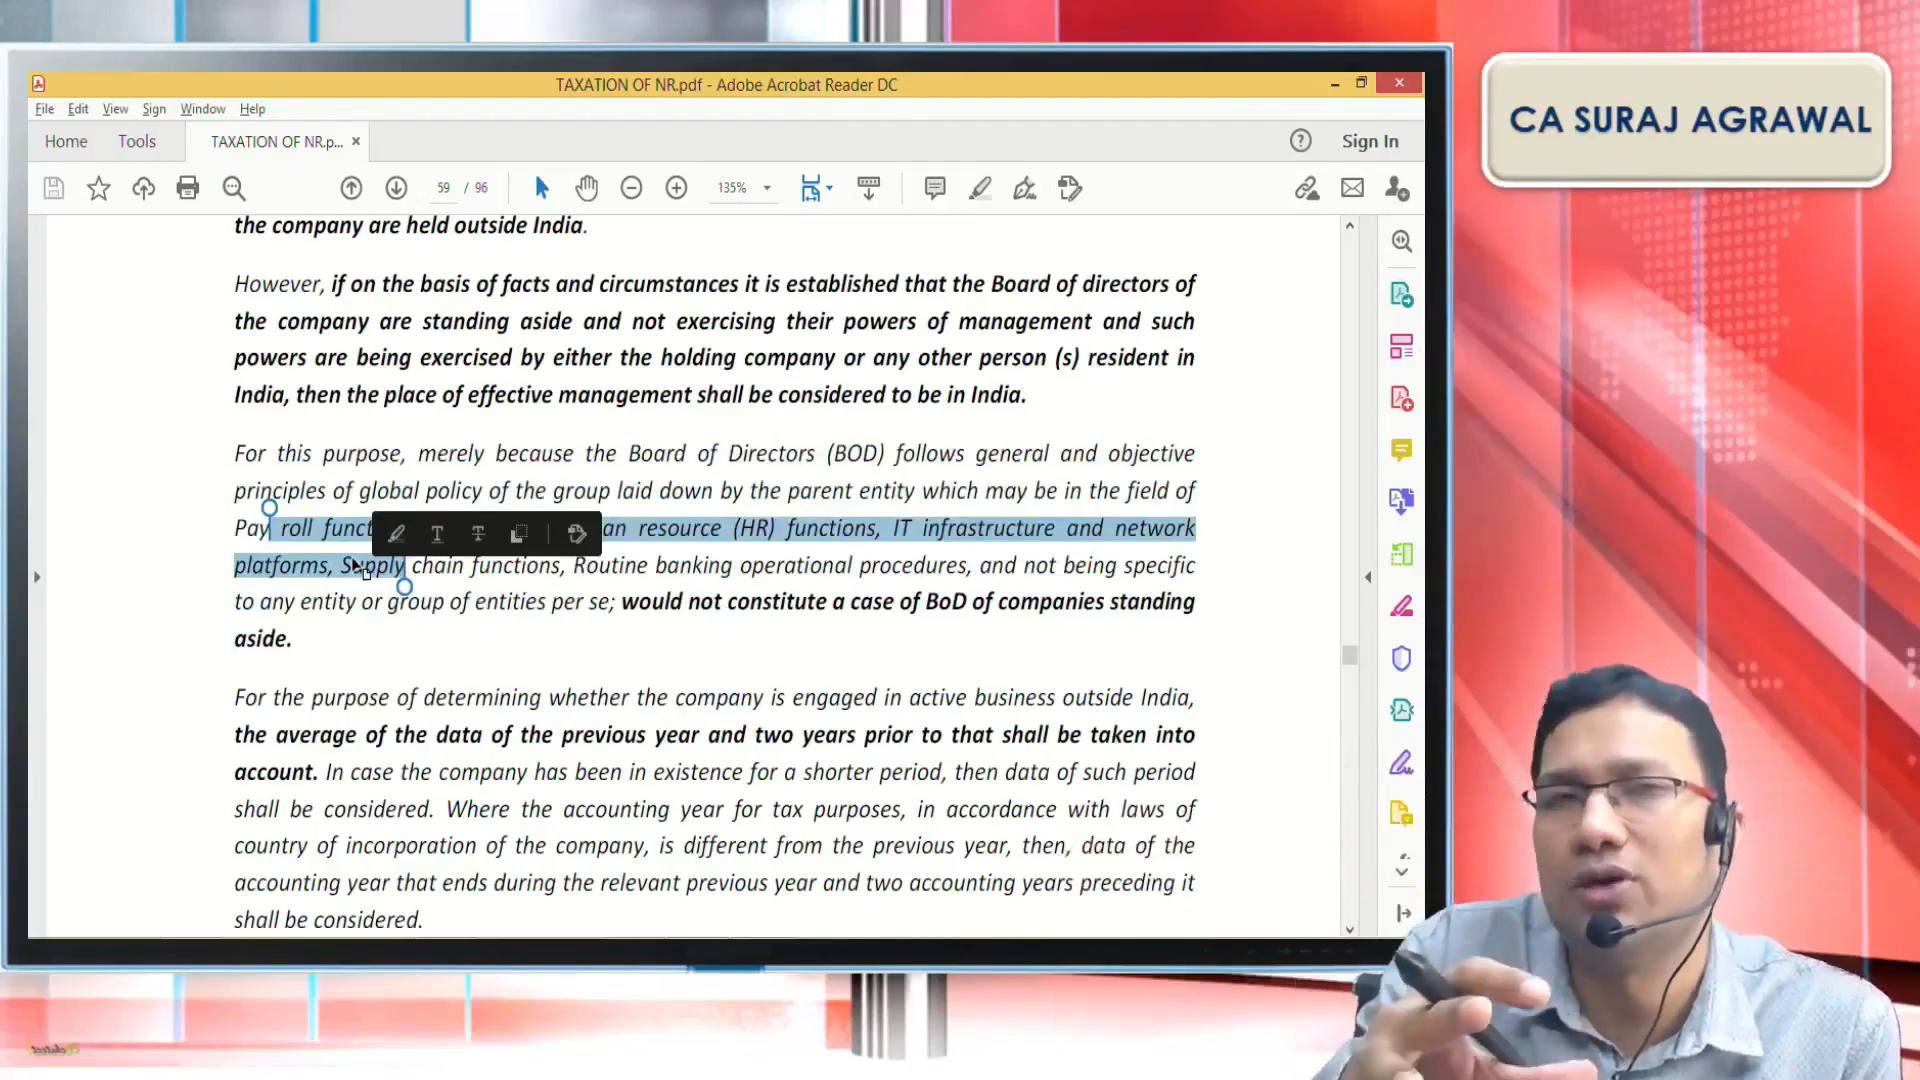 TAXATION OF NR.pdf - Adobe Acrobat Reader DC
File Edit View Sign Window Help
Home Tools TAXATION OF NR.p... × Sign In
59 / 96 135%
CA SURAJ AGRAWAL
the company are held outside India.
However, if on the basis of facts and circumstances it is established that the Board of directors of
the company are standing aside and not exercising their powers of management and such
powers are being exercised by either the holding company or any other person (s) resident in
India, then the place of effective management shall be considered to be in India.
For this purpose, merely because the Board of Directors (BOD) follows general and objective
principles of global policy of the group laid down by the parent entity which may be in the field of
Pay roll funct an resource (HR) functions, IT infrastructure and network
platforms, Supply chain functions, Routine banking operational procedures, and not being specific
to any entity or group of entities per se; would not constitute a case of BoD of companies standing
aside.
For the purpose of determining whether the company is engaged in active business outside India,
the average of the data of the previous year and two years prior to that shall be taken into
account. In case the company has been in existence for a shorter period, then data of such period
shall be considered. Where the accounting year for tax purposes, in accordance with laws of
country of incorporation of the company, is different from the previous year, then, data of the
accounting year that ends during the relevant previous year and two accounting years preceding it
shall be considered.